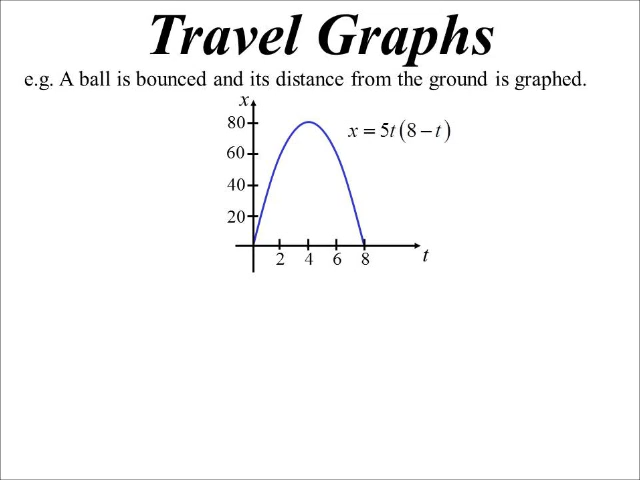 Travel Graphs
e.g. A ball is bounced and its distance from the ground is graphed.
x
80
x = 5t(8 – t)
60
40
20
2 4 6 8 t